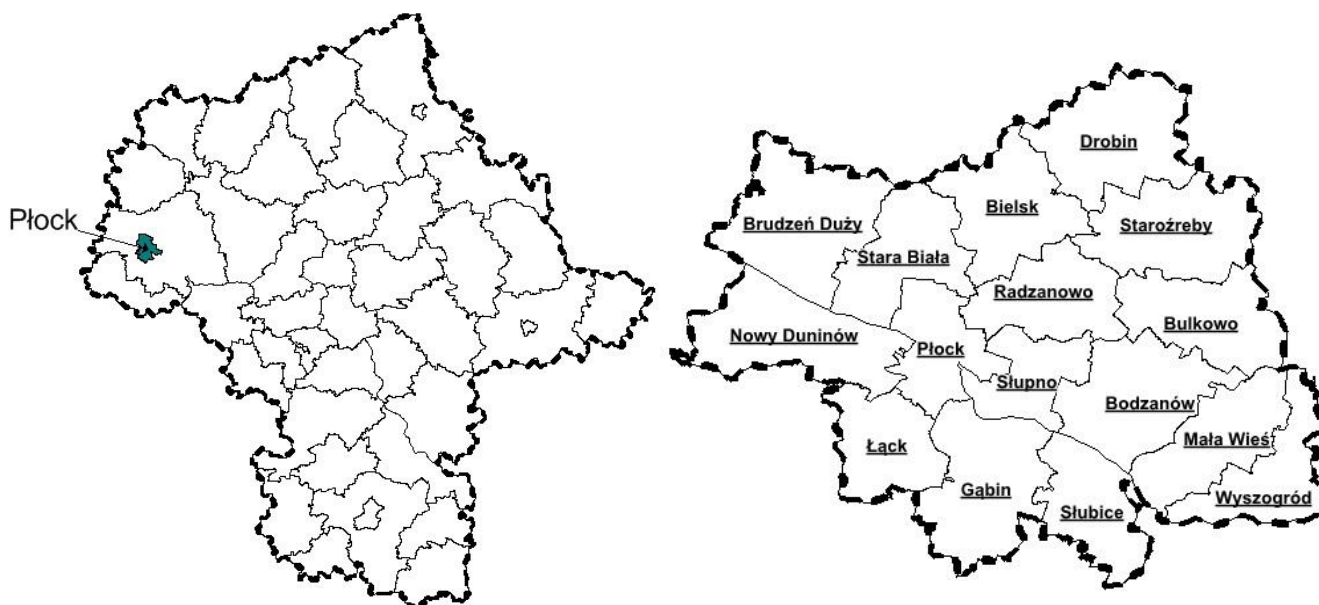 Płock
Drobin
Bielsk
Brudzeń Duży
Staroźreby
Stara Biała
Radzanowo
Bulkowo
Nowy Duninów
Płock
Słupno
Bodzanów
Mała Wieś
Łąck
Gąbin
Wyszogród
Słubice